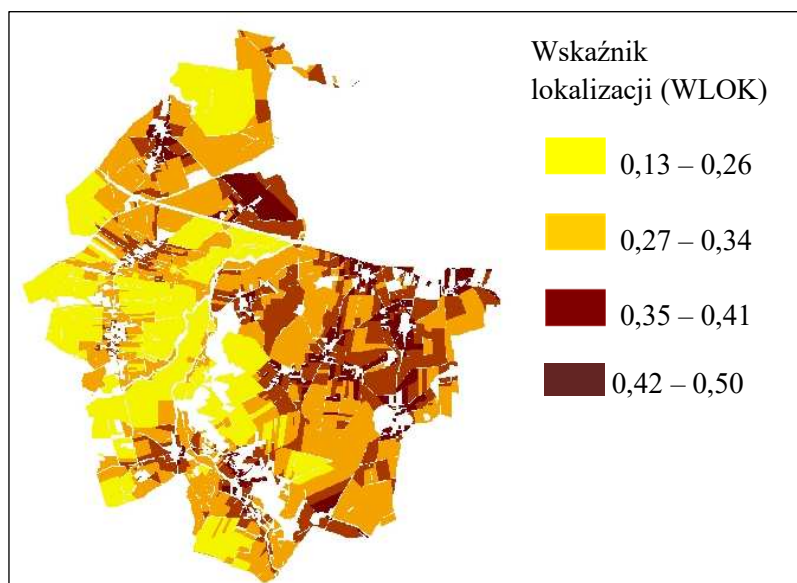 Wskaźnik
lokalizacji (WLOK)
0,13 – 0,26
0,27 – 0,34
0,35 – 0,41
0,42 – 0,50